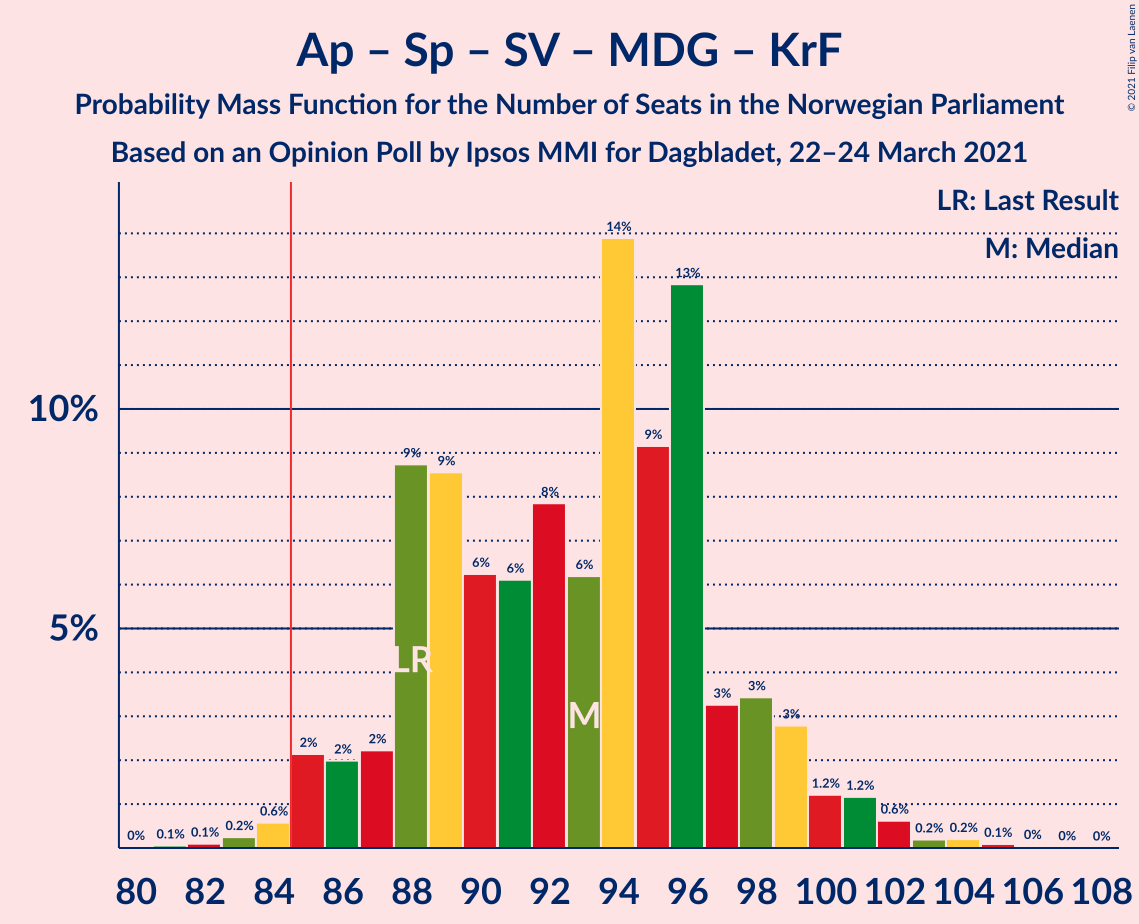 Ap – Sp – SV – MDG – KrF
Probability Mass Function for the Number of Seats in the Norwegian Parliament
Based on an Opinion Poll by Ipsos MMI for Dagbladet, 22–24 March 2021
© 2021 Filip van Laenen
LR: Last Result
M: Median
10%
5%
0% 0.1% 0.1% 0.2% 0.6% 2% 2% 2% 9% 9% 6% 6% 8% 6% 14% 9% 13% 3% 3% 3% 1.2% 1.2% 0.6% 0.2% 0.2% 0.1% 0% 0% 0%
LR
M
80 82 84 86 88 90 92 94 96 98 100 102 104 106 108